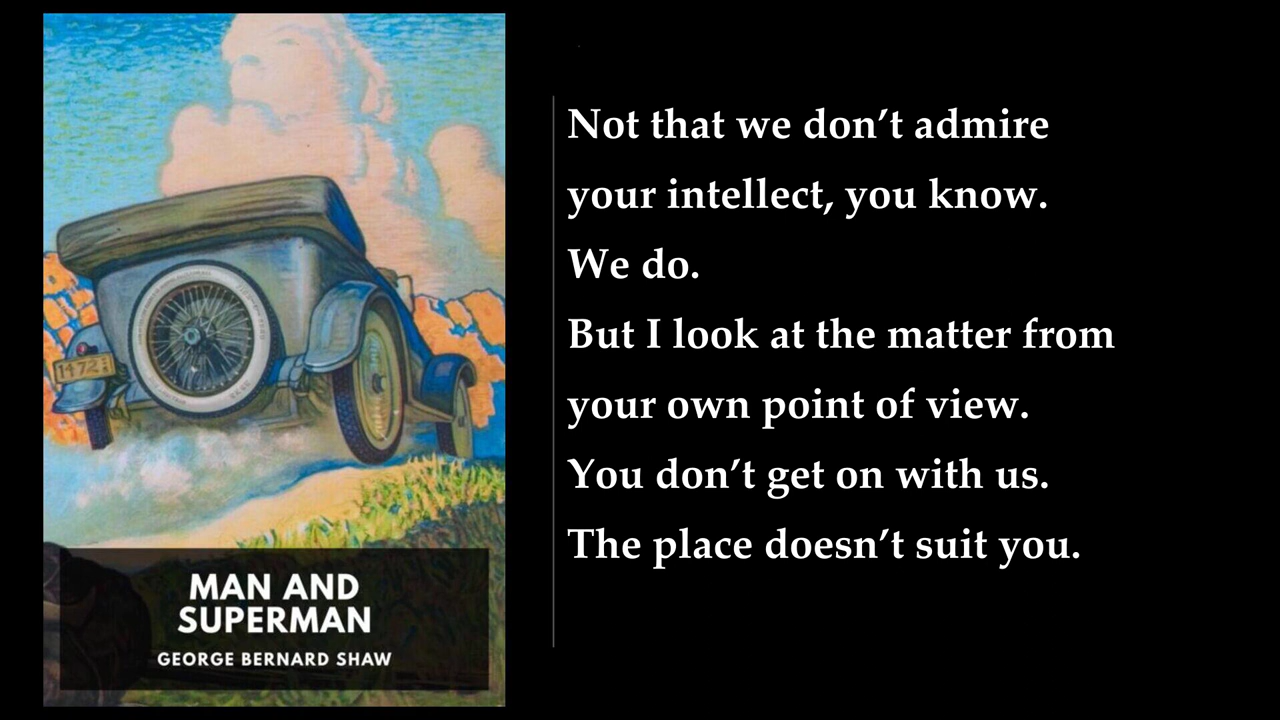 Not that we don’t admire
your intellect, you know.
We do.
But I look at the matter from
your own point of view.
You don’t get on with us.
The place doesn’t suit you.
1472
MAN AND
SUPERMAN
GEORGE BERNARD SHAW